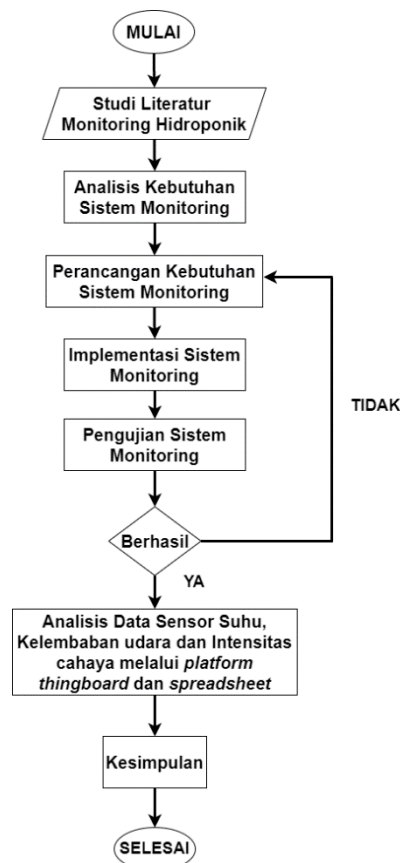 MULAI
Studi Literatur
Monitoring Hidroponik
Analisis Kebutuhan
Sistem Monitoring
Perancangan Kebutuhan
Sistem Monitoring
Implementasi Sistem
Monitoring
TIDAK
Pengujian Sistem
Monitoring
Berhasil
YA
Analisis Data Sensor Suhu,
Kelembaban udara dan Intensitas
cahaya melalui platform
thingboard dan spreadsheet
Kesimpulan
SELESAI